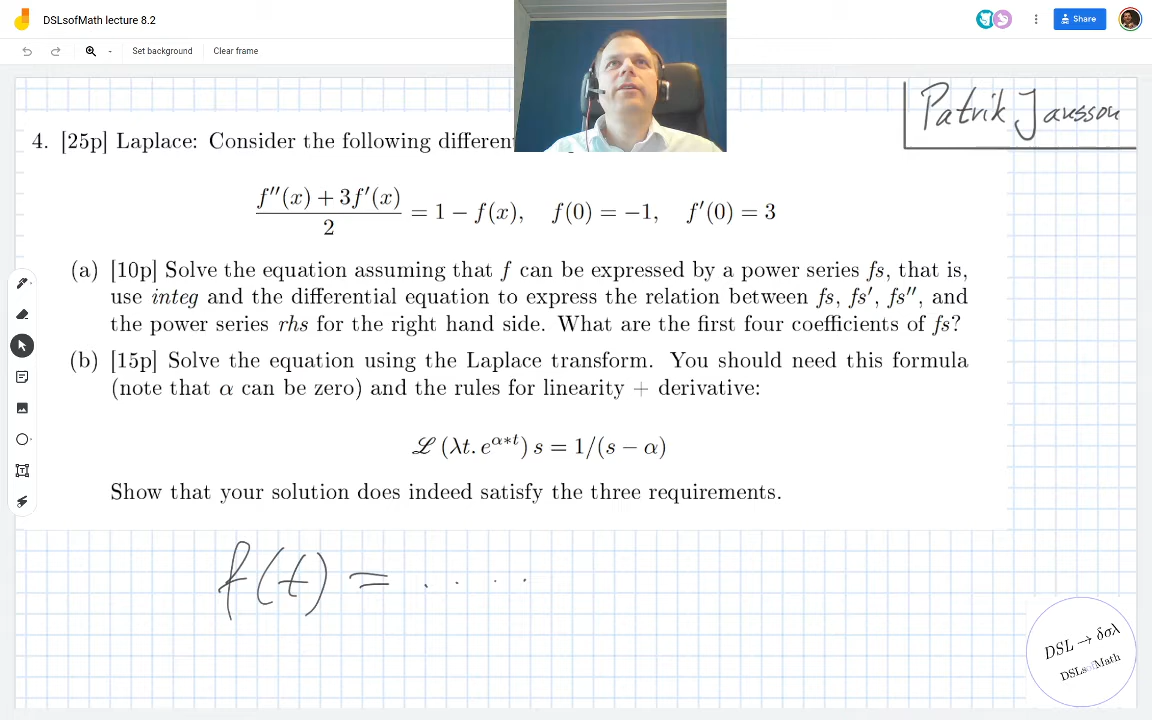 DSLsofMath lecture 8.2
Share
Set background
Clear frame
Patrik Jansson
4. [25p] Laplace: Consider the following differen
f′′(x) + 3f′(x)
2
= 1 − f(x), f(0) = −1, f′(0) = 3
(a) [10p] Solve the equation assuming that f can be expressed by a power series fs, that is,
use integ and the differential equation to express the relation between fs, fs′, fs′′, and
the power series rhs for the right hand side. What are the first four coefficients of fs?
(b) [15p] Solve the equation using the Laplace transform. You should need this formula
(note that α can be zero) and the rules for linearity + derivative:
ℒ (λt. e^{α∗t}) s = 1/(s − α)
Show that your solution does indeed satisfy the three requirements.
f(t) = . . . .
DSL → δσλ
DSLsofMath